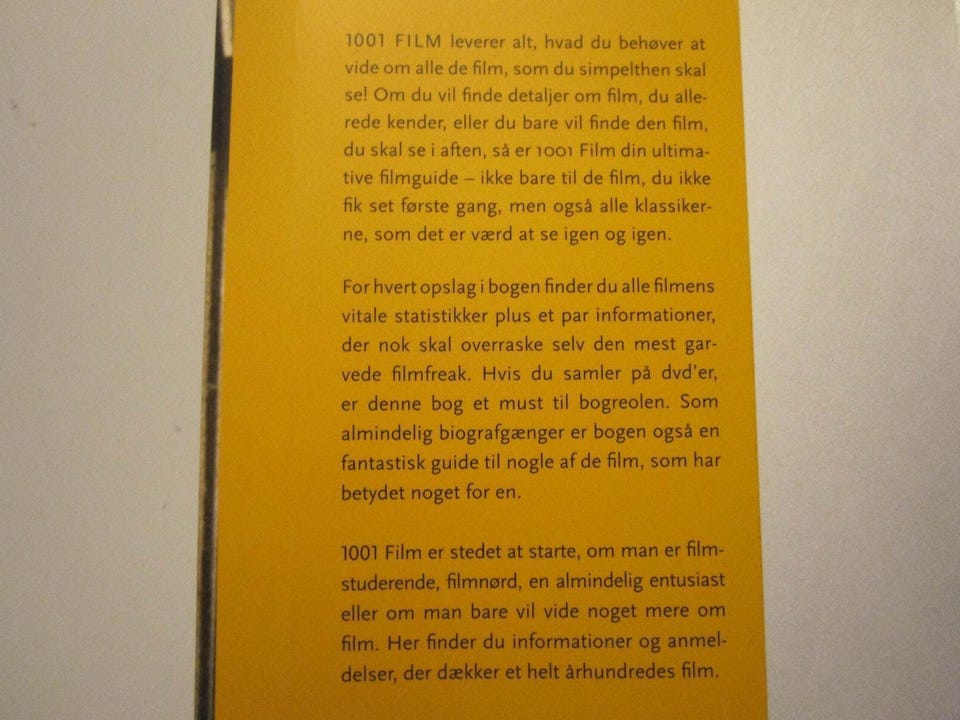 1001 FILM leverer alt, hvad du behøver at
vide om alle de film, som du simpelthen skal
se! Om du vil finde detaljer om film, du alle-
rede kender, eller du bare vil finde den film,
du skal se i aften, så er 1001 Film din ultima-
tive filmguide – ikke bare til de film, du ikke
fik set første gang, men også alle klassiker-
ne, som det er værd at se igen og igen.
For hvert opslag i bogen finder du alle filmens
vitale statistikker plus et par informationer,
der nok skal overraske selv den mest gar-
vede filmfreak. Hvis du samler på dvd'er,
er denne bog et must til bogreolen. Som
almindelig biografgænger er bogen også en
fantastisk guide til nogle af de film, som har
betydet noget for en.
1001 Film er stedet at starte, om man er film-
studerende, filmnørd, en almindelig entusiast
eller om man bare vil vide noget mere om
film. Her finder du informationer og anmel-
delser, der dækker et helt århundredes film.